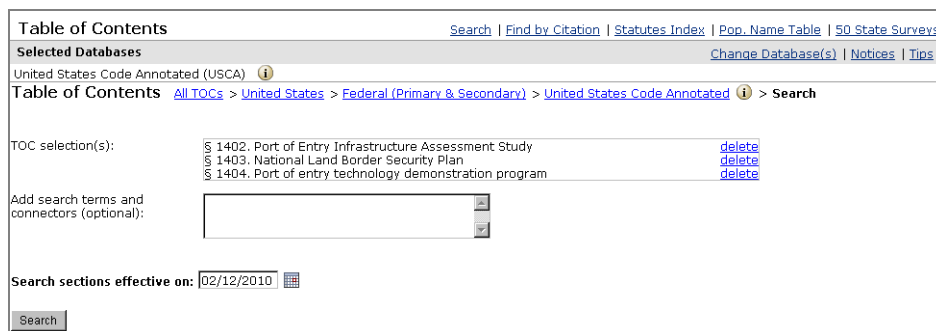 Table of Contents Search | Find by Citation | Statutes Index | Pop. Name Table | 50 State Surveys
Selected Databases Change Database(s) | Notices | Tips
United States Code Annotated (USCA) i
Table of Contents All TOCs > United States > Federal (Primary & Secondary) > United States Code Annotated i > Search
TOC selection(s): § 1402. Port of Entry Infrastructure Assessment Study delete
§ 1403. National Land Border Security Plan delete
§ 1404. Port of entry technology demonstration program delete
Add search terms and
connectors (optional):
Search sections effective on: 02/12/2010
Search